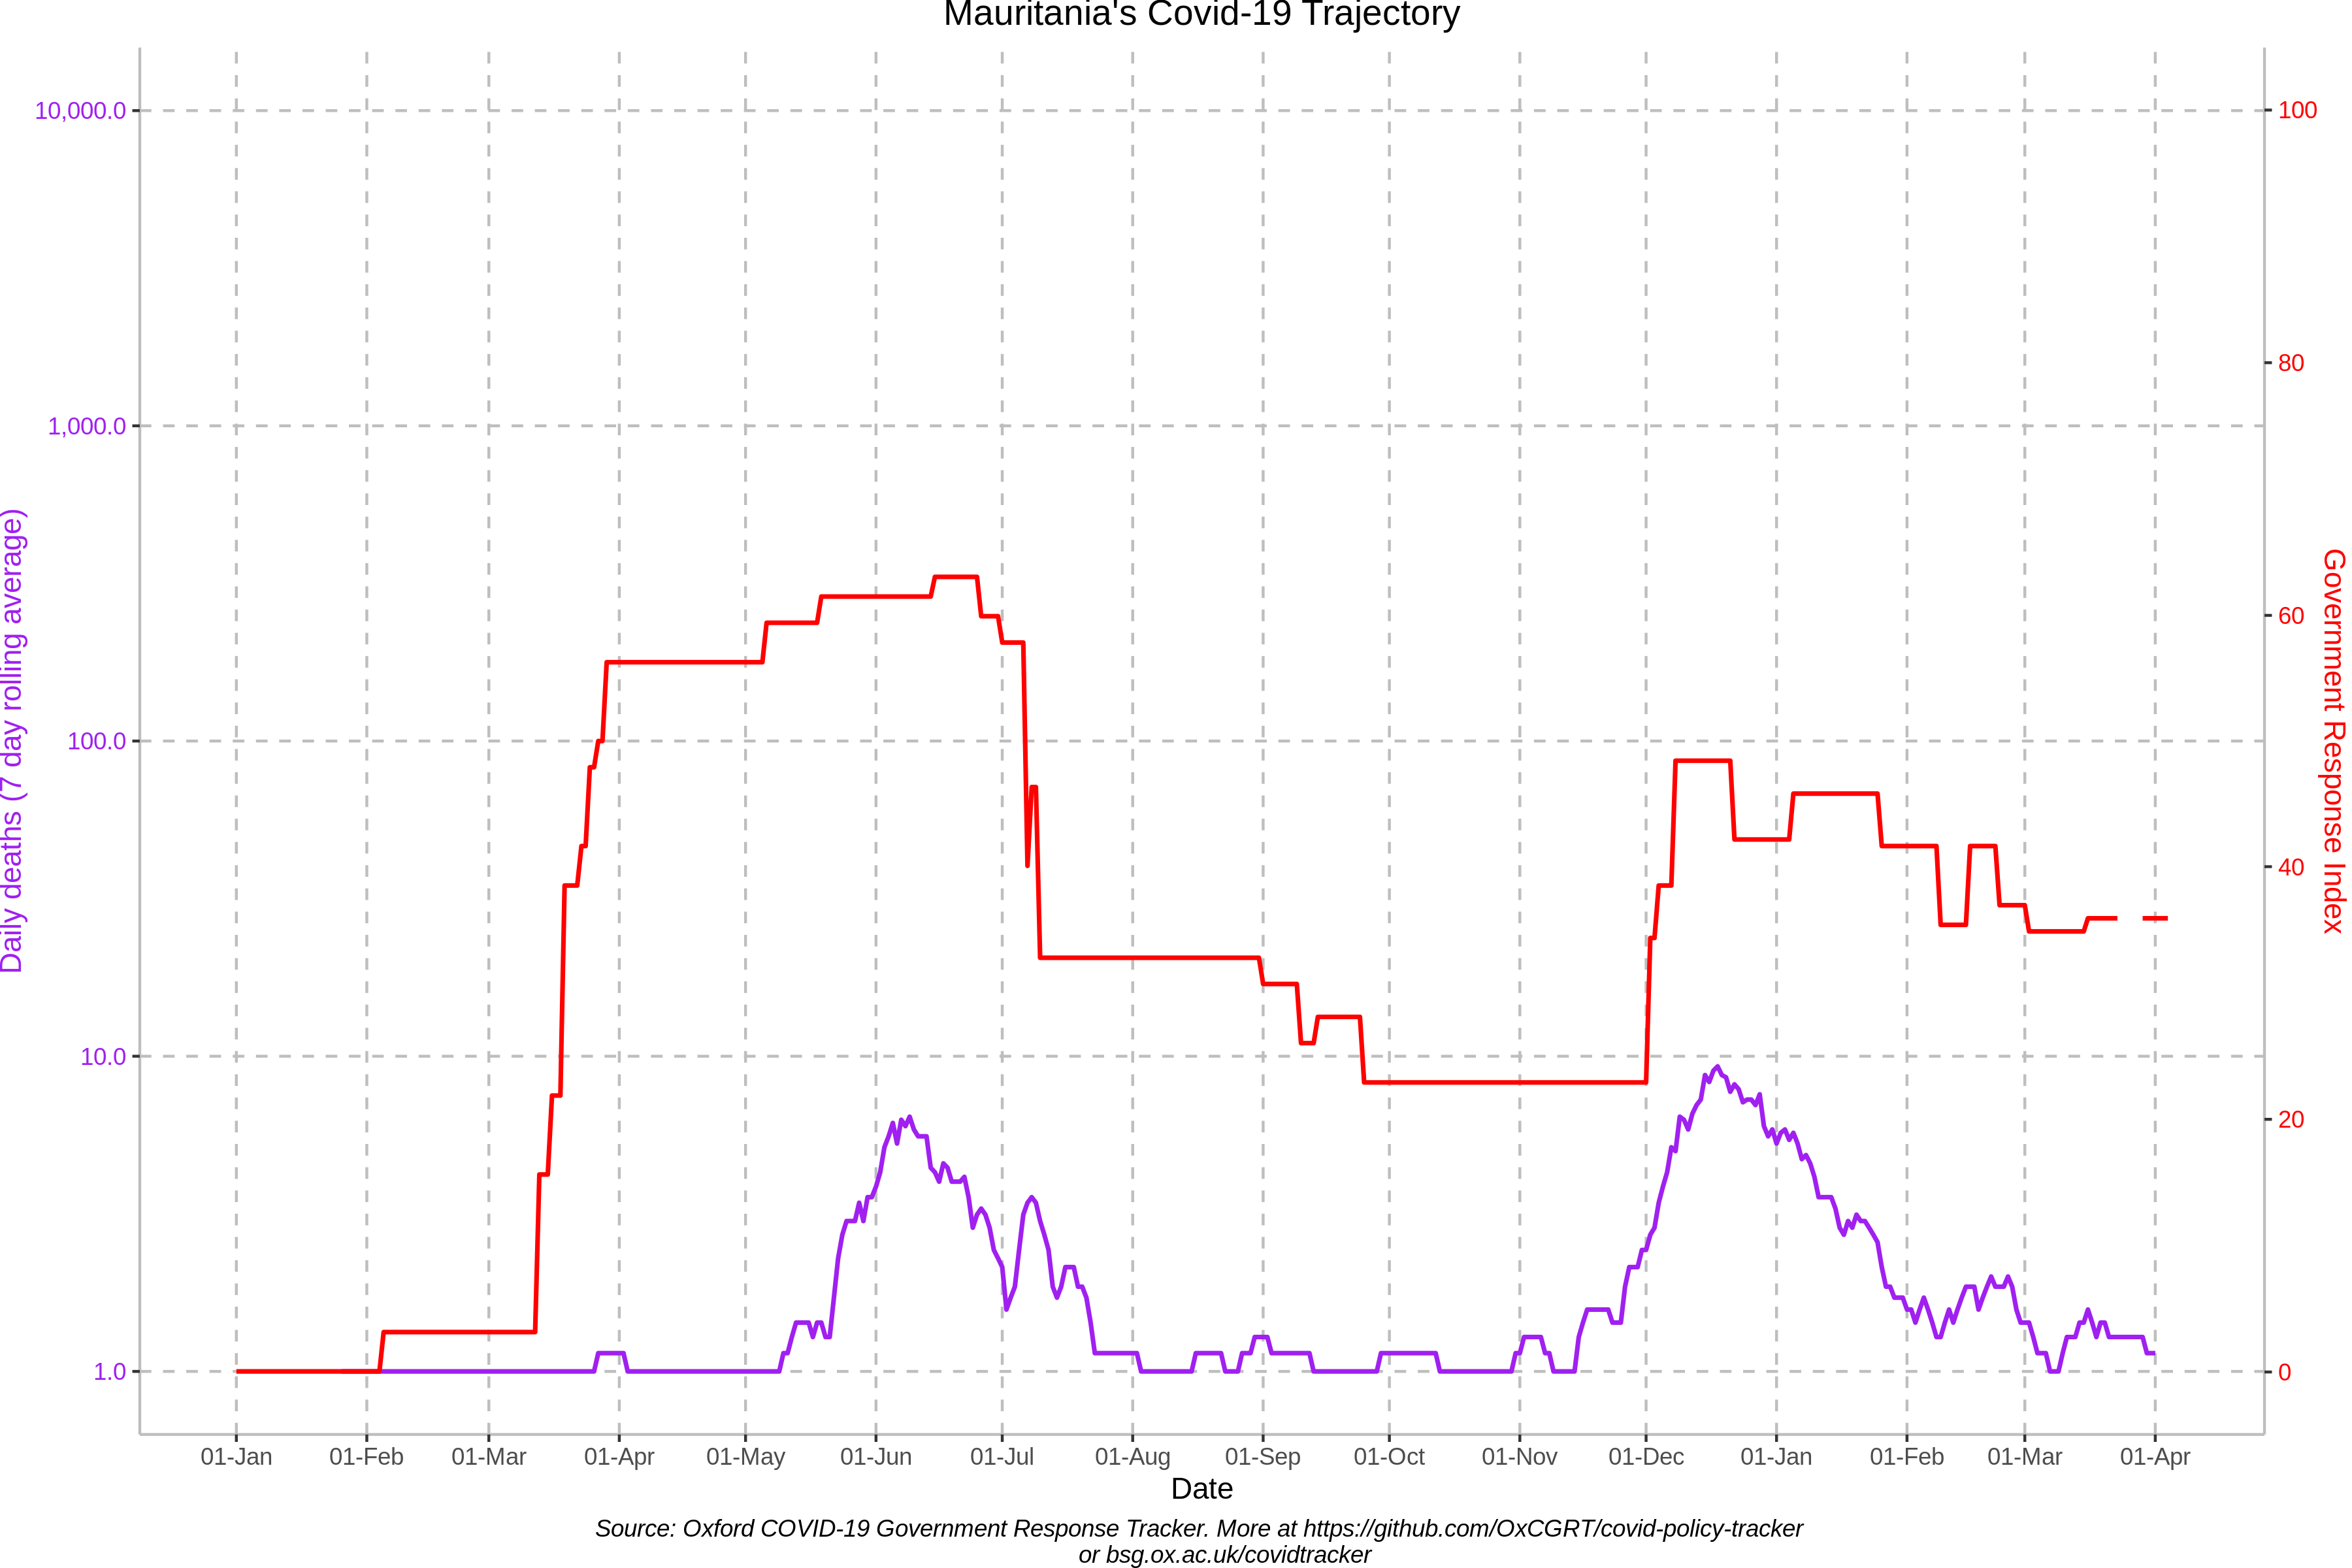 Mauritania's Covid-19 Trajectory
10,000.0
1,000.0
100.0
10.0
1.0
Daily deaths (7 day rolling average)
100
80
60
40
20
0
Government Response Index
01-Jan 01-Feb 01-Mar 01-Apr 01-May 01-Jun 01-Jul 01-Aug 01-Sep 01-Oct 01-Nov 01-Dec 01-Jan 01-Feb 01-Mar 01-Apr
Date
Source: Oxford COVID-19 Government Response Tracker. More at https://github.com/OxCGRT/covid-policy-tracker
or bsg.ox.ac.uk/covidtracker